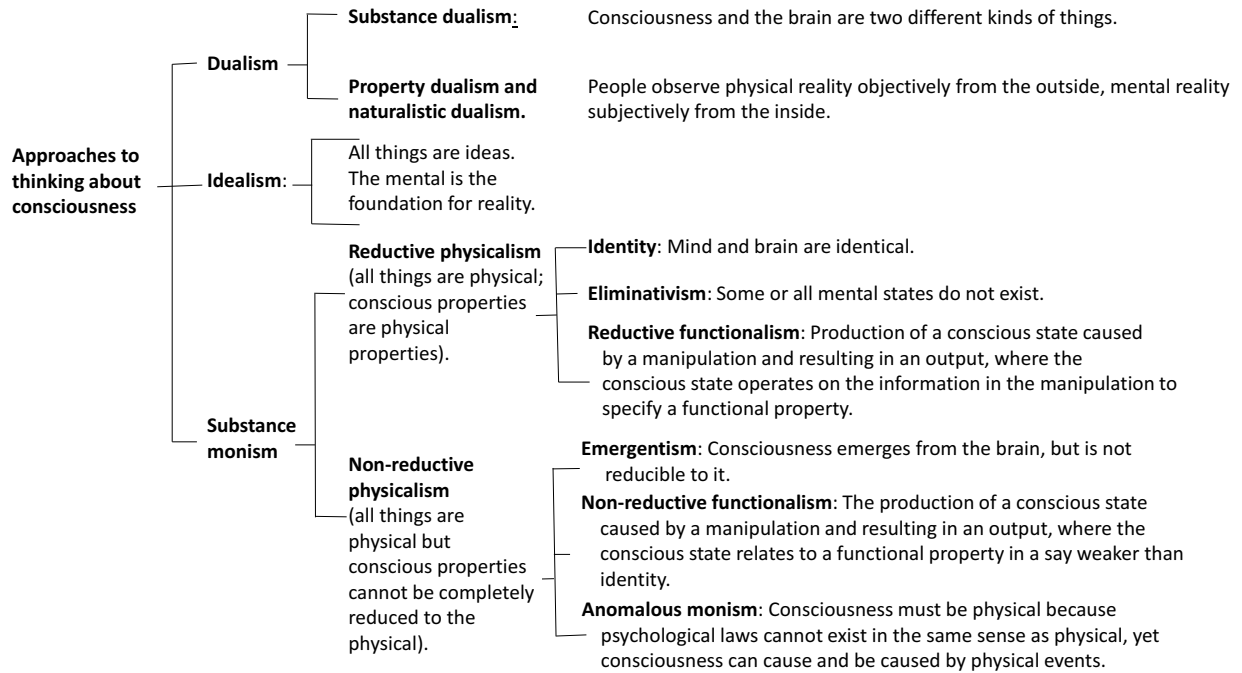 Substance dualism:
Consciousness and the brain are two different kinds of things.
Dualism
Property dualism and
naturalistic dualism.
People observe physical reality objectively from the outside, mental reality
subjectively from the inside.
Approaches to
thinking about
consciousness
Idealism:
All things are ideas.
The mental is the
foundation for reality.
Substance
monism
Reductive physicalism
(all things are physical;
conscious properties
are physical
properties).
Identity: Mind and brain are identical.
Eliminativism: Some or all mental states do not exist.
Reductive functionalism: Production of a conscious state caused
by a manipulation and resulting in an output, where the
conscious state operates on the information in the manipulation to
specify a functional property.
Non-reductive
physicalism
(all things are
physical but
conscious properties
cannot be completely
reduced to the
physical).
Emergentism: Consciousness emerges from the brain, but is not
reducible to it.
Non-reductive functionalism: The production of a conscious state
caused by a manipulation and resulting in an output, where the
conscious state relates to a functional property in a say weaker than
identity.
Anomalous monism: Consciousness must be physical because
psychological laws cannot exist in the same sense as physical, yet
consciousness can cause and be caused by physical events.